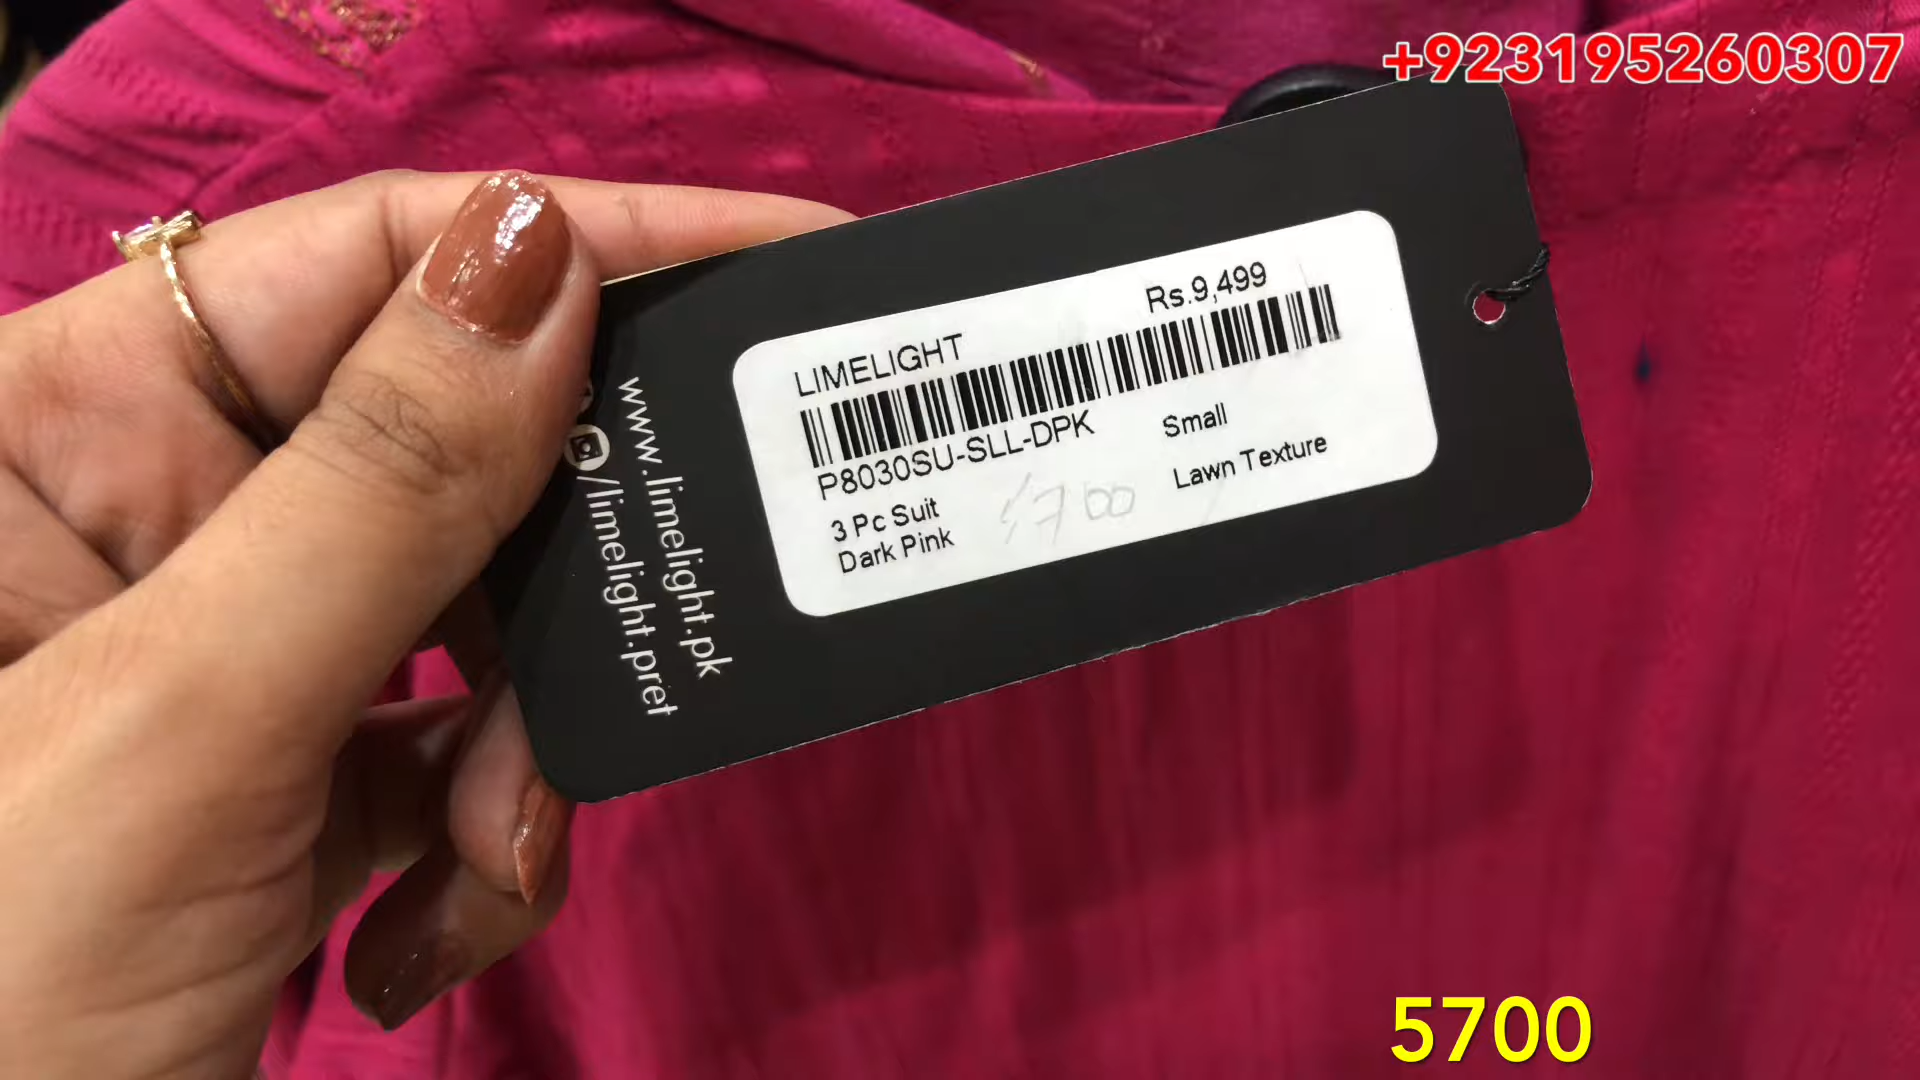 +923195260307
Rs.9,499
LIMELIGHT
P8030SU-SLL-DPK
Small
3 Pc Suit
Lawn Texture
Dark Pink
5700
www.limelight.pk
/limelight.pret
5700